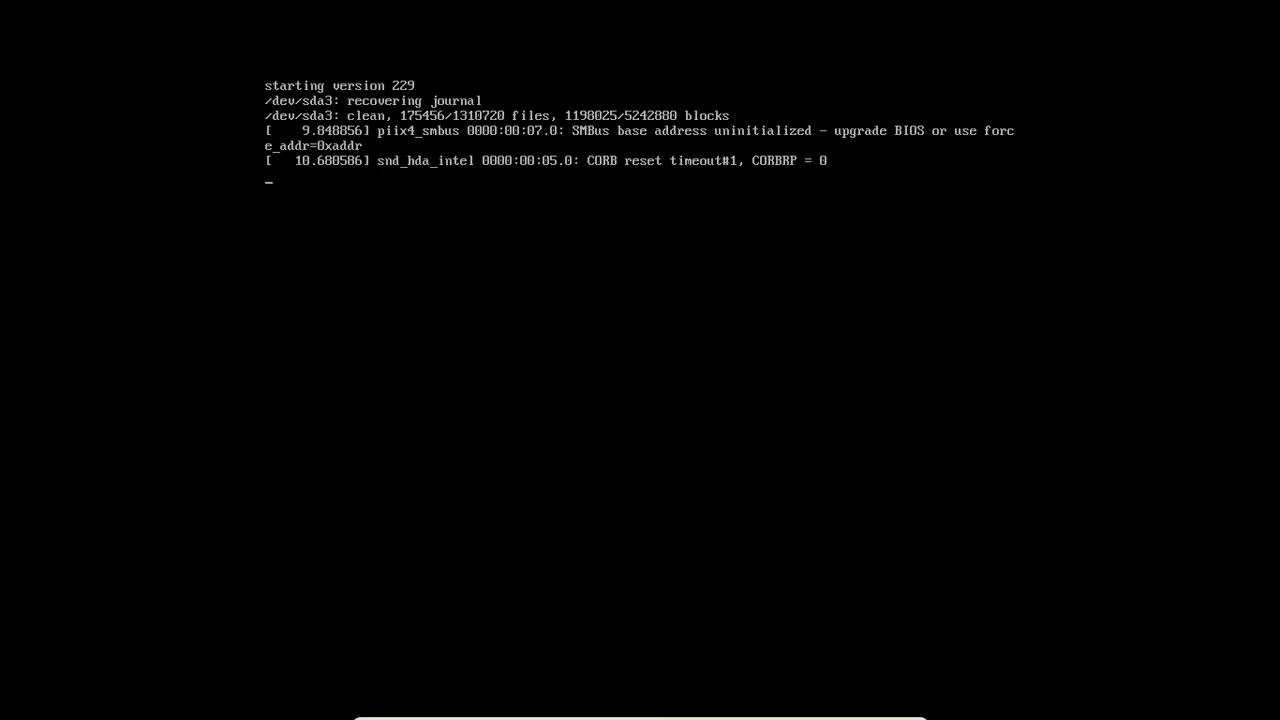 starting version 229
/dev/sda3: recovering journal
/dev/sda3: clean, 175456/1310720 files, 1198025/5242880 blocks
[    9.848856] piix4_smbus 0000:00:07.0: SMBus base address uninitialized - upgrade BIOS or use forc
e_addr=0xaddr
[   10.680586] snd_hda_intel 0000:00:05.0: CORB reset timeout#1, CORBRP = 0
_